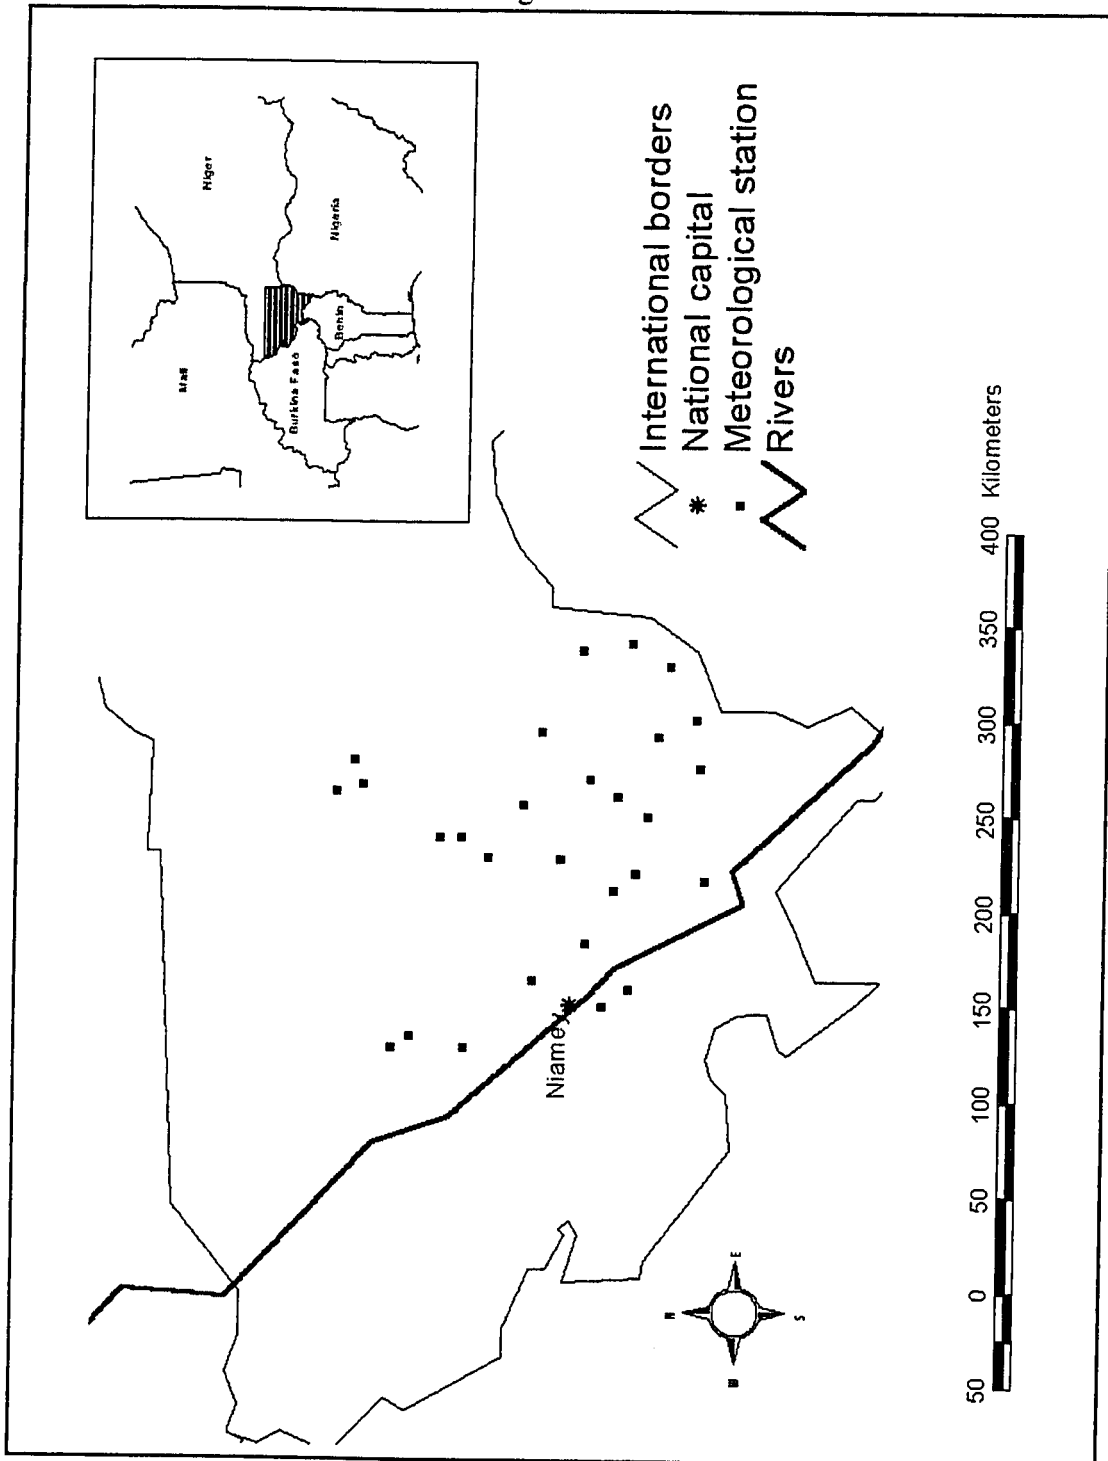 Mali
Niger
Burkina Faso
Benin
Nigeria
Niamey
International borders
National capital
Meteorological station
Rivers
N
W
E
S
50 0 50 100 150 200 250 300 350 400 Kilometers